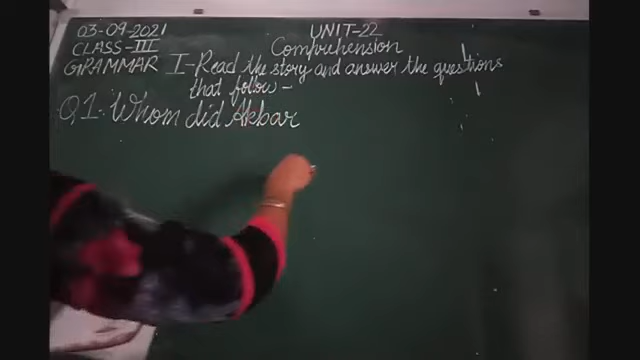 03-09-2021
CLASS-III
GRAMMAR
UNIT-22
Comprehension
I-Read the story and answer the questions
that follow-
Q1. Whom did Akbar